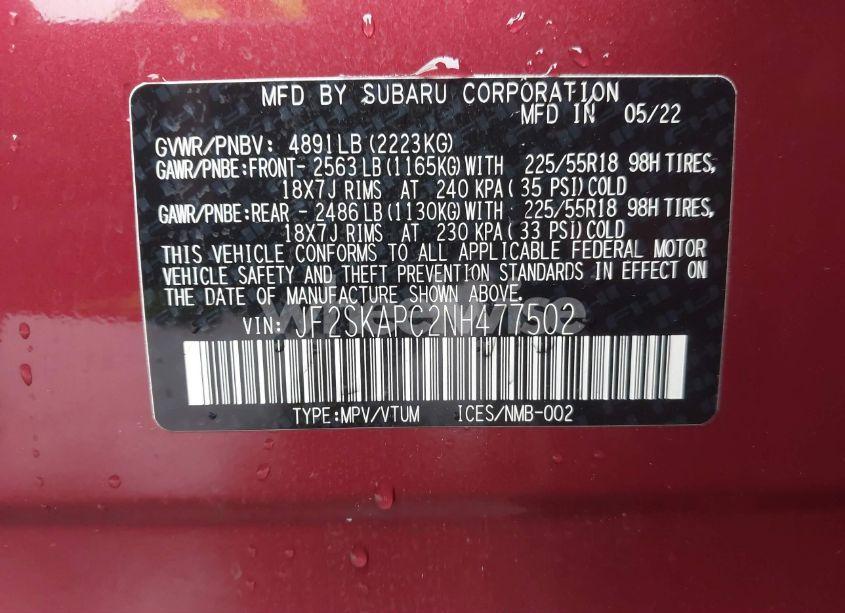 MFD BY SUBARU CORPORATION
MFD IN 05/22
GVWR/PNBV: 4891LB (2223KG)
GAWR/PNBE:FRONT- 2563 LB (1165KG) WITH 225/55R18 98H TIRES,
18X7J RIMS AT 240 KPA ( 35 PSI) COLD
GAWR/PNBE:REAR - 2486 LB (1130KG) WITH 225/55R18 98H TIRES,
18X7J RIMS AT 230 KPA ( 33 PSI) COLD
THIS VEHICLE CONFORMS TO ALL APPLICABLE FEDERAL MOTOR
VEHICLE SAFETY AND THEFT PREVENTION STANDARDS IN EFFECT ON
THE DATE OF MANUFACTURE SHOWN ABOVE.
VIN: JF2SKAPC2NH477502
TYPE:MPV/VTUM ICES/NMB-002